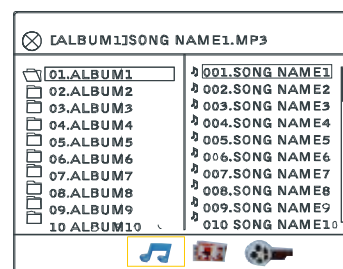 [ALBUM1]SONG NAME1.MP3
01.ALBUM1
02.ALBUM2
03.ALBUM3
04.ALBUM4
05.ALBUM5
06.ALBUM6
07.ALBUM7
08.ALBUM8
09.ALBUM9
10 ALBUM10
001.SONG NAME1
002.SONG NAME2
003.SONG NAME3
004.SONG NAME4
005.SONG NAME5
006.SONG NAME6
007.SONG NAME7
008.SONG NAME8
009.SONG NAME9
010 SONG NAME10